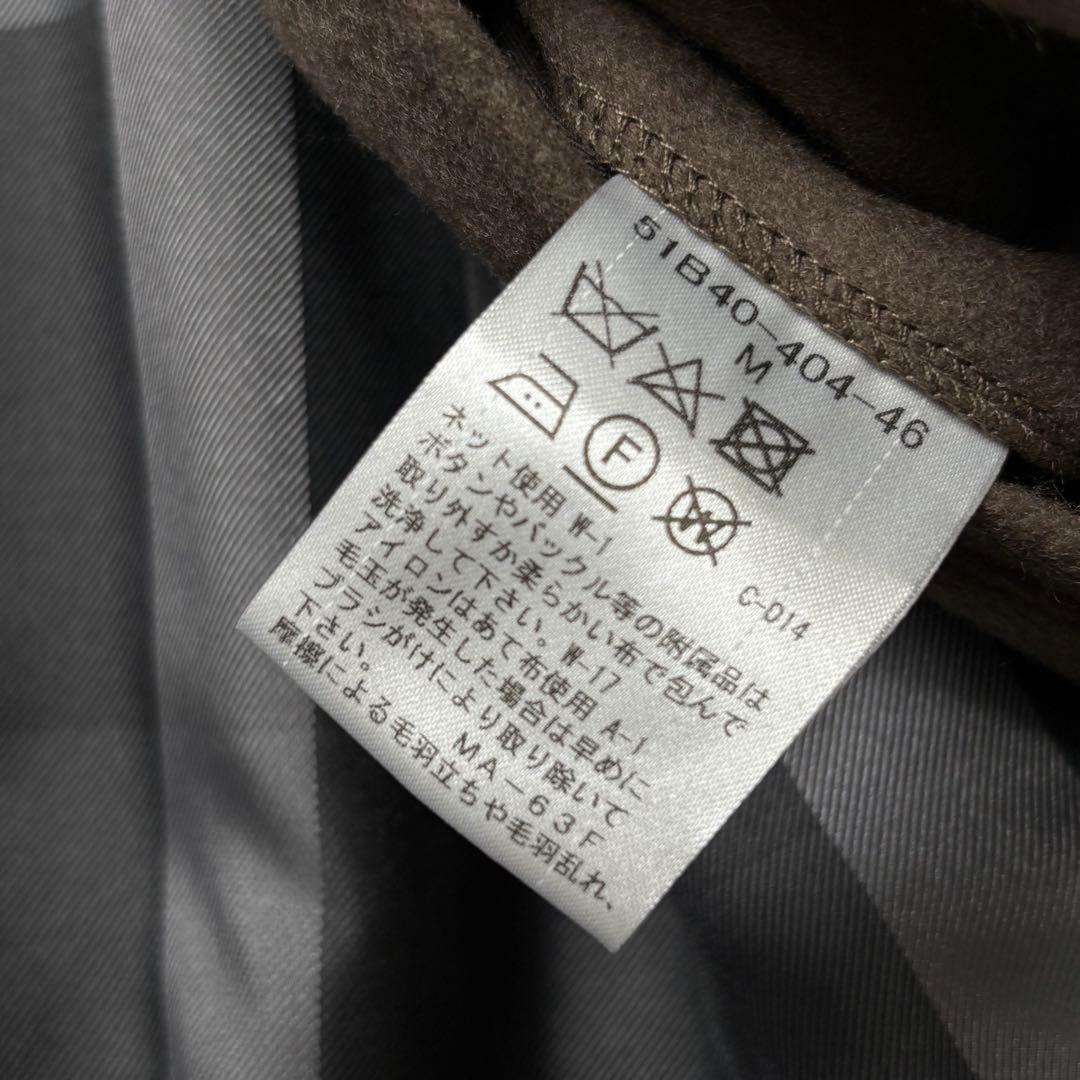 51B40-404-46
M
F
W
C-014
ネット使用 W-1
ボタンやバックル等の附属品は
取り外すか柔らかい布で包んで
洗浄して下さい。 W-17
アイロンはあて布使用 A-1
毛玉が発生した場合は早めに
ブラシがけにより取り除いて
下さい。 MA-63F
摩擦による毛羽立ちや毛羽乱れ、